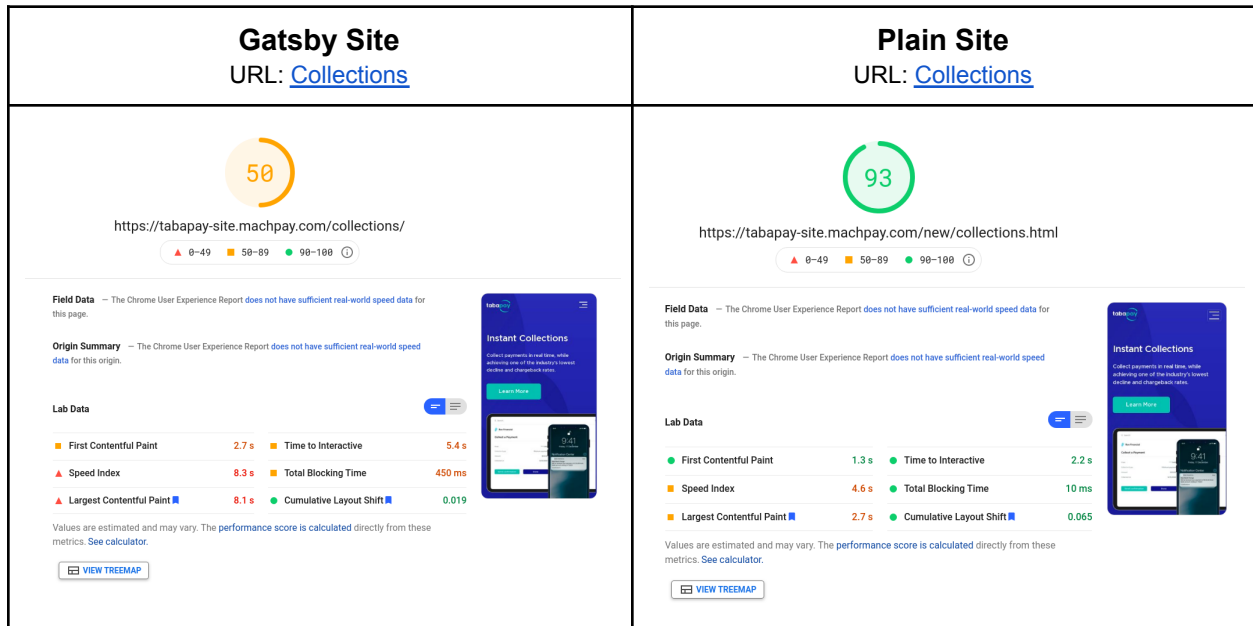 Gatsby Site
URL: Collections
50
https://tabapay-site.machpay.com/collections/
0–49 50–89 90–100
Field Data — The Chrome User Experience Report does not have sufficient real-world speed data for
this page.
Origin Summary — The Chrome User Experience Report does not have sufficient real-world speed
data for this origin.
Lab Data
First Contentful Paint 2.7 s Time to Interactive 5.4 s
Speed Index 8.3 s Total Blocking Time 450 ms
Largest Contentful Paint 8.1 s Cumulative Layout Shift 0.019
Values are estimated and may vary. The performance score is calculated directly from these
metrics. See calculator.
VIEW TREEMAP
tabapay
Instant Collections
Collect payments in real time, while
achieving one of the industry's lowest
decline and chargeback rates.
Learn More
9:41
Plain Site
URL: Collections
93
https://tabapay-site.machpay.com/new/collections.html
0–49 50–89 90–100
Field Data — The Chrome User Experience Report does not have sufficient real-world speed data for
this page.
Origin Summary — The Chrome User Experience Report does not have sufficient real-world speed
data for this origin.
Lab Data
First Contentful Paint 1.3 s Time to Interactive 2.2 s
Speed Index 4.6 s Total Blocking Time 10 ms
Largest Contentful Paint 2.7 s Cumulative Layout Shift 0.065
Values are estimated and may vary. The performance score is calculated directly from these
metrics. See calculator.
VIEW TREEMAP
tabapay
Instant Collections
Collect payments in real time, while
achieving one of the industry's lowest
decline and chargeback rates.
Learn More
9:41